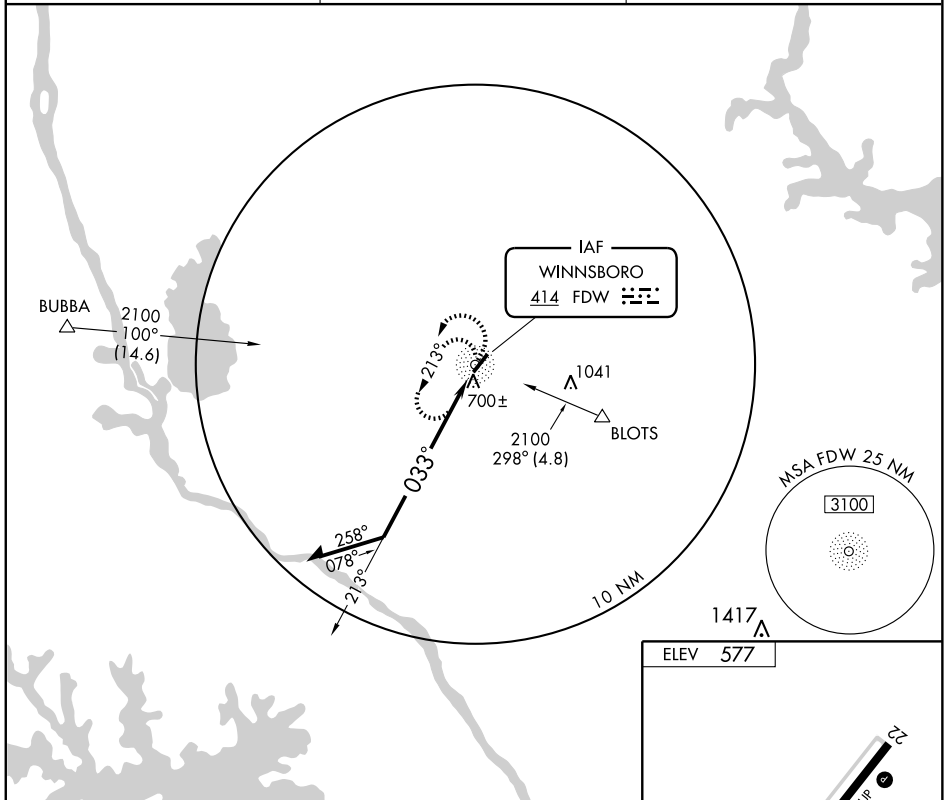 IAF
WINNSBORO
414 FDW
BUBBA
2100
100°
(14.6)
213°
1041
700±
BLOTS
2100
298° (4.8)
033°
MSA FDW 25 NM
3100
258°
078°
213°
10 NM
1417
ELEV 577
22
P
UP